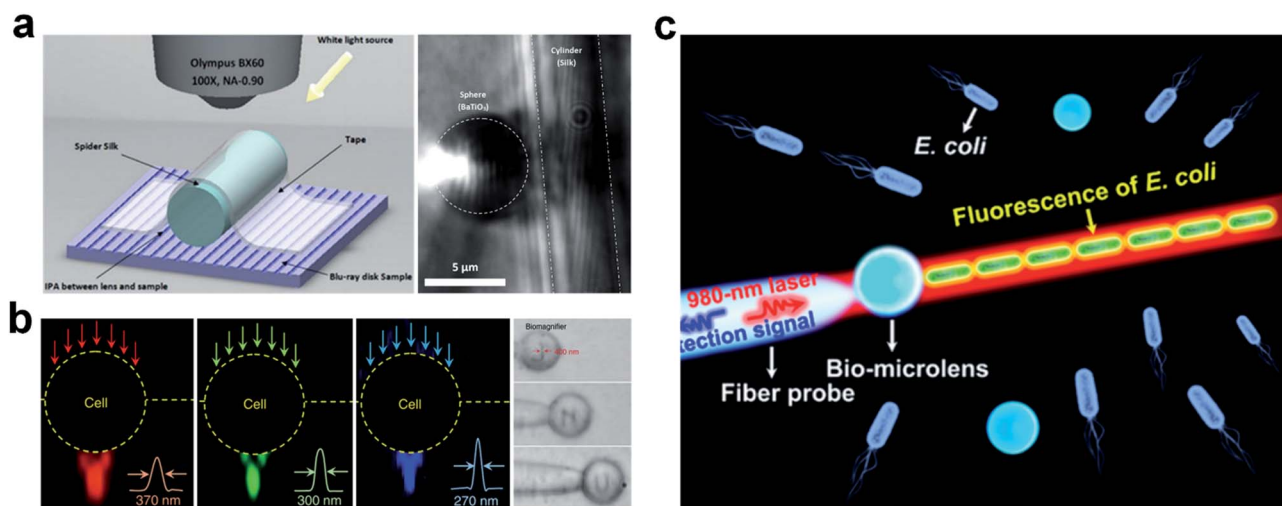 a
Olympus BX60
100X, NA-0.90
White light source
Spider Silk
Tape
IPA between lens and sample
Blu-ray disk Sample
Cylinder
(Silk)
Sphere
(BaTiO₃)
5 µm
b
Cell
370 nm
Cell
300 nm
Cell
270 nm
Biomagnifier
400 nm
c
E. coli
Fluorescence of E. coli
980-nm laser
tection signal
Bio-microlens
Fiber probe